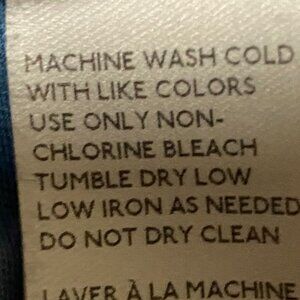 MACHINE WASH COLD
WITH LIKE COLORS
USE ONLY NON-
CHLORINE BLEACH
TUMBLE DRY LOW
LOW IRON AS NEEDED
DO NOT DRY CLEAN
LAVER À LA MACHINE